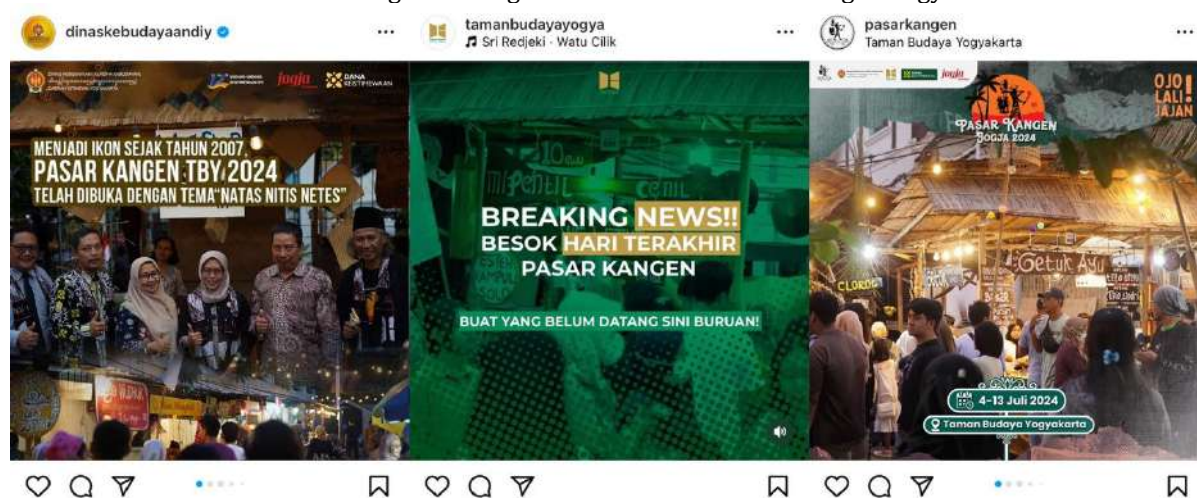 dinaskebudayaandiy
jogja
DANA KEISTIMEWAAN
MENJADI IKON SEJAK TAHUN 2007,
PASAR KANGEN TBY 2024
TELAH DIBUKA DENGAN TEMA "NATAS NITIS NETES"
tamanbudayayogya
Sri Redjeki · Watu Cilik
BREAKING NEWS!!
BESOK HARI TERAKHIR
PASAR KANGEN
BUAT YANG BELUM DATANG SINI BURUAN!
pasarkangen
Taman Budaya Yogyakarta
jogja
OJO
LALI
JAJAN!
PASAR KANGEN
JOGJA 2024
Getuk Ayu
CLOROT
4-13 Juli 2024
Taman Budaya Yogyakarta